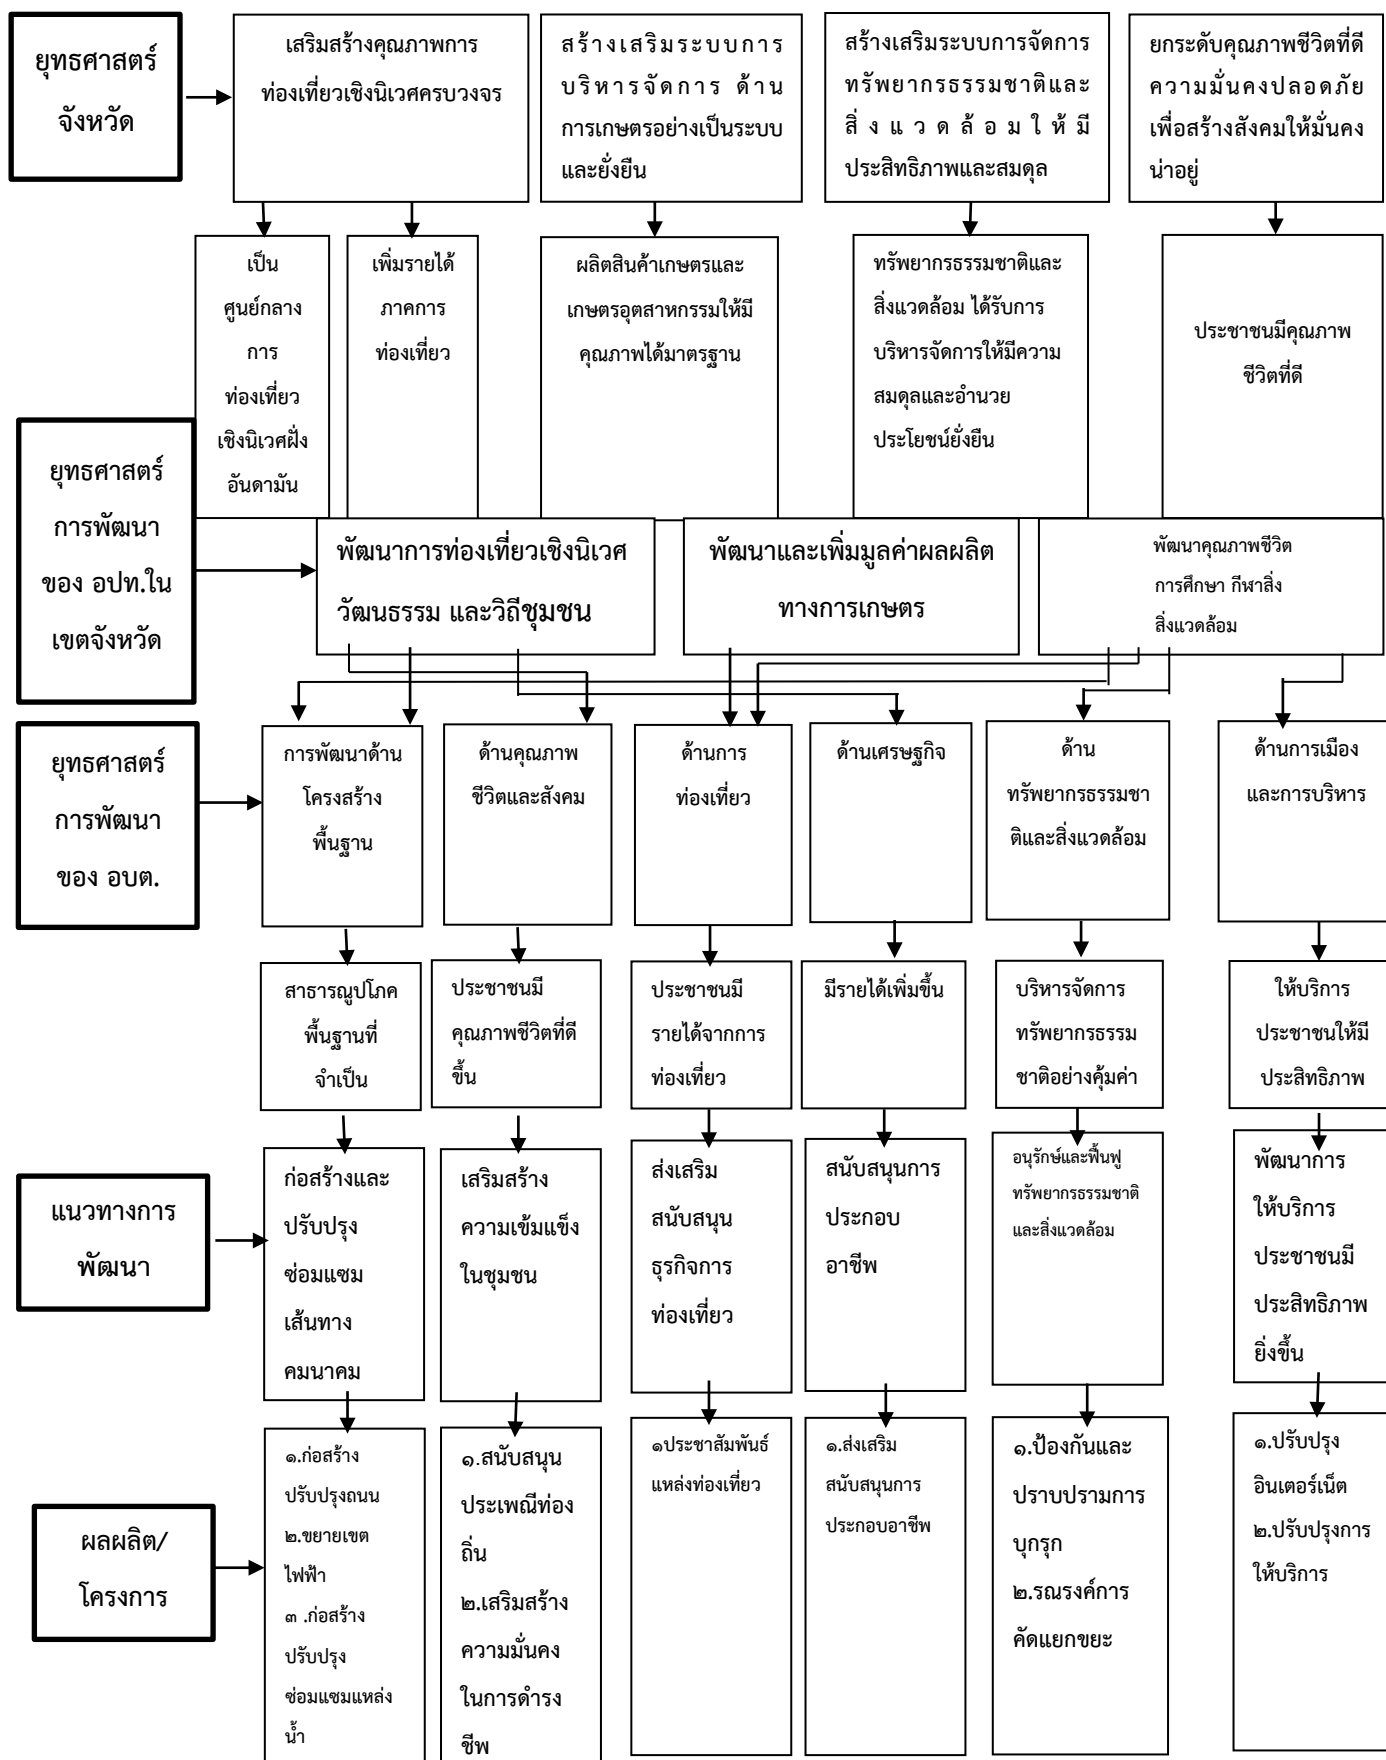 ยุทธศาสตร์
จังหวัด
เสริมสร้างคุณภาพการ
ท่องเที่ยวเชิงนิเวศครบวงจร
สร้างเสริมระบบการ
บริหารจัดการ ด้าน
การเกษตรอย่างเป็นระบบ
และยั่งยืน
สร้างเสริมระบบการจัดการ
ทรัพยากรธรรมชาติและ
สิ่งแวดล้อมให้มี
ประสิทธิภาพและสมดุล
ยกระดับคุณภาพชีวิตที่ดี
ความมั่นคงปลอดภัย
เพื่อสร้างสังคมให้มั่นคง
น่าอยู่
เป็น
ศูนย์กลาง
การ
ท่องเที่ยว
เชิงนิเวศฝั่ง
อันดามัน
เพิ่มรายได้
ภาคการ
ท่องเที่ยว
ผลิตสินค้าเกษตรและ
เกษตรอุตสาหกรรมให้มี
คุณภาพได้มาตรฐาน
ทรัพยากรธรรมชาติและ
สิ่งแวดล้อม ได้รับการ
บริหารจัดการให้มีความ
สมดุลและอำนวย
ประโยชน์ยั่งยืน
ประชาชนมีคุณภาพ
ชีวิตที่ดี
ยุทธศาสตร์
การพัฒนา
ของ อปท.ใน
เขตจังหวัด
พัฒนาการท่องเที่ยวเชิงนิเวศ
วัฒนธรรม และวิถีชุมชน
พัฒนาและเพิ่มมูลค่าผลผลิต
ทางการเกษตร
พัฒนาคุณภาพชีวิต
การศึกษา กีฬาสิ่ง
สิ่งแวดล้อม
ยุทธศาสตร์
การพัฒนา
ของ อบต.
การพัฒนาด้าน
โครงสร้าง
พื้นฐาน
ด้านคุณภาพ
ชีวิตและสังคม
ด้านการ
ท่องเที่ยว
ด้านเศรษฐกิจ
ด้าน
ทรัพยากรธรรมชา
ติและสิ่งแวดล้อม
ด้านการเมือง
และการบริหาร
สาธารณูปโภค
พื้นฐานที่
จำเป็น
ประชาชนมี
คุณภาพชีวิตที่ดี
ขึ้น
ประชาชนมี
รายได้จากการ
ท่องเที่ยว
มีรายได้เพิ่มขึ้น
บริหารจัดการ
ทรัพยากรธรรม
ชาติอย่างคุ้มค่า
ให้บริการ
ประชาชนให้มี
ประสิทธิภาพ
แนวทางการ
พัฒนา
ก่อสร้างและ
ปรับปรุง
ซ่อมแซม
เส้นทาง
คมนาคม
เสริมสร้าง
ความเข้มแข็ง
ในชุมชน
ส่งเสริม
สนับสนุน
ธุรกิจการ
ท่องเที่ยว
สนับสนุนการ
ประกอบ
อาชีพ
อนุรักษ์และฟื้นฟู
ทรัพยากรธรรมชาติ
และสิ่งแวดล้อม
พัฒนาการ
ให้บริการ
ประชาชนมี
ประสิทธิภาพ
ยิ่งขึ้น
ผลผลิต/
โครงการ
๑.ก่อสร้าง
ปรับปรุงถนน
๒.ขยายเขต
ไฟฟ้า
๓ .ก่อสร้าง
ปรับปรุง
ซ่อมแซมแหล่ง
น้ำ
๑.สนับสนุน
ประเพณีท่อง
ถิ่น
๒.เสริมสร้าง
ความมั่นคง
ในการดำรง
ชีพ
๑ประชาสัมพันธ์
แหล่งท่องเที่ยว
๑.ส่งเสริม
สนับสนุนการ
ประกอบอาชีพ
๑.ป้องกันและ
ปราบปรามการ
บุกรุก
๒.รณรงค์การ
คัดแยกขยะ
๑.ปรับปรุง
อินเตอร์เน็ต
๒.ปรับปรุงการ
ให้บริการ